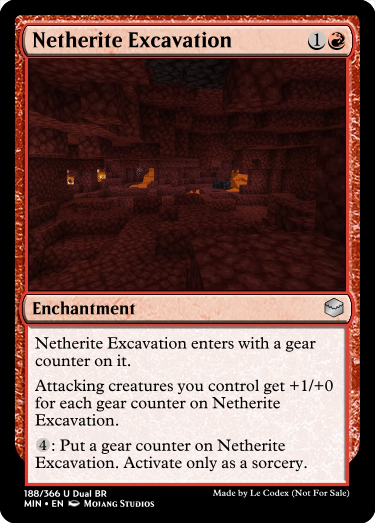 Netherite Excavation 1
Enchantment
Netherite Excavation enters with a gear
counter on it.
Attacking creatures you control get +1/+0
for each gear counter on Netherite
Excavation.
4: Put a gear counter on Netherite
Excavation. Activate only as a sorcery.
188/366 U Dual BR
Made by Le Codex (Not For Sale)
MIN • EN Mojang Studios